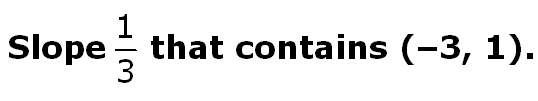 Slope 1/3 that contains (−3, 1).